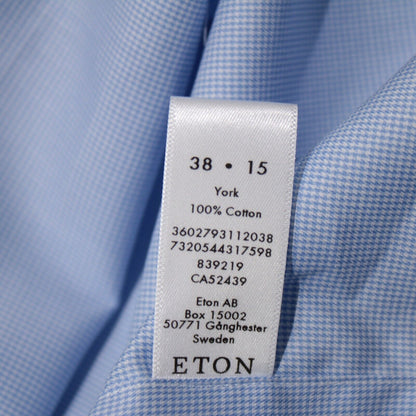 38 • 15
York
100% Cotton
3602793112038
7320544317598
839219
CA52439
Eton AB
Box 15002
50771 Gånghester
Sweden
ETON